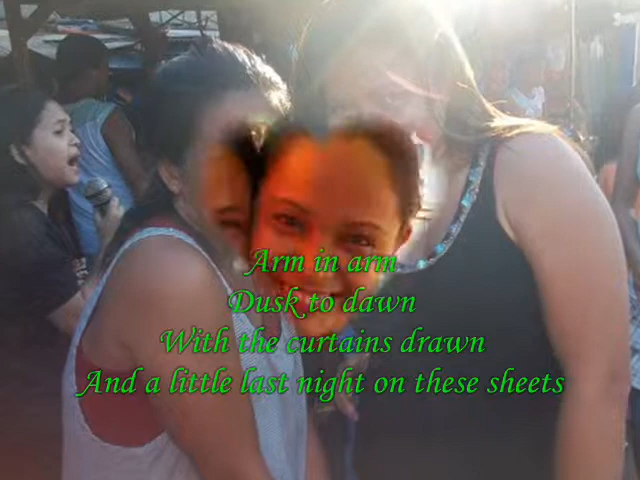 Arm in arm
Dusk to dawn
With the curtains drawn
And a little last night on these sheets